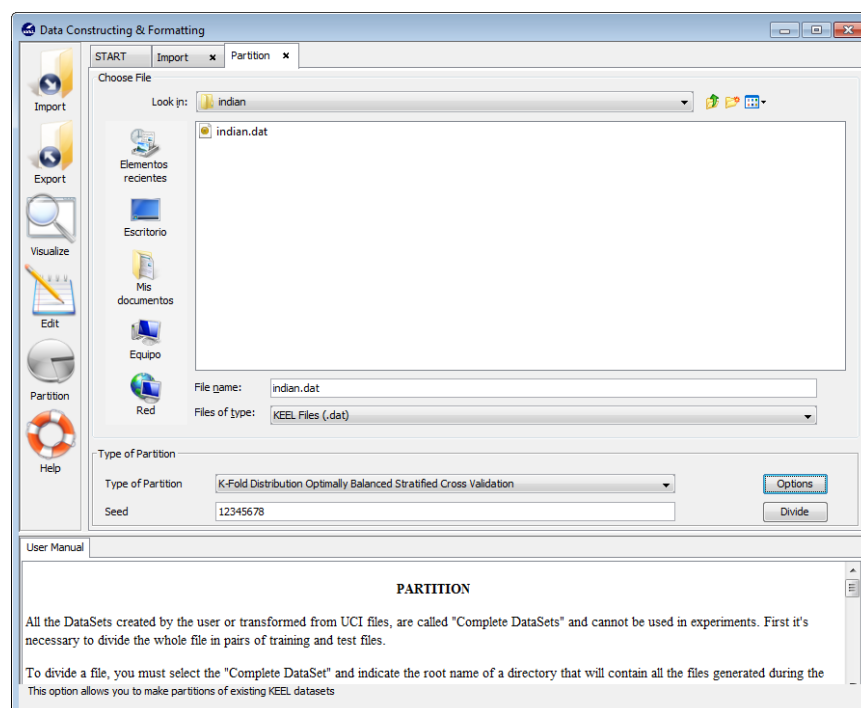 Data Constructing & Formatting
START Import Partition
Import
Export
Visualize
Edit
Partition
Help
Choose File
Look in: indian
Elementos
recientes
Escritorio
Mis
documentos
Equipo
Red
indian.dat
File name: indian.dat
Files of type: KEEL Files (.dat)
Type of Partition
Type of Partition K-Fold Distribution Optimally Balanced Stratified Cross Validation Options
Seed 12345678 Divide
User Manual
PARTITION
All the DataSets created by the user or transformed from UCI files, are called "Complete DataSets" and cannot be used in experiments. First it's
necessary to divide the whole file in pairs of training and test files.
To divide a file, you must select the "Complete DataSet" and indicate the root name of a directory that will contain all the files generated during the
This option allows you to make partitions of existing KEEL datasets